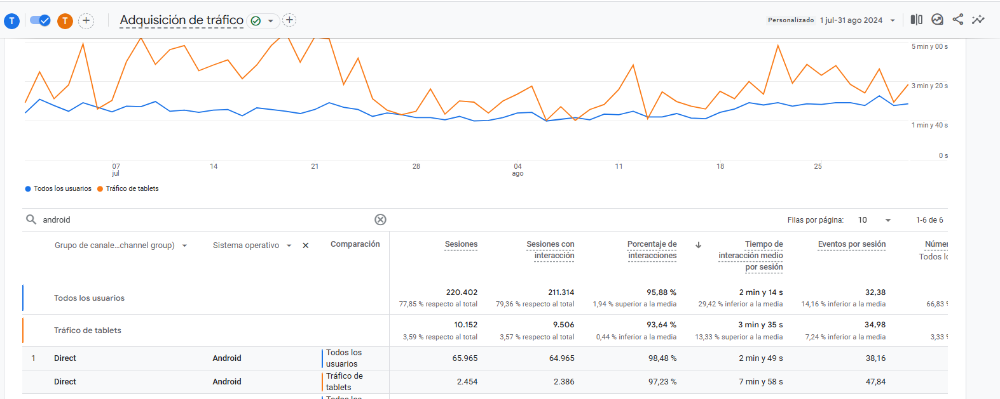 T
T
Adquisición de tráfico
Personalizado 1 jul-31 ago 2024
5 min y 00 s
3 min y 20 s
1 min y 40 s
0 s
07 14 21 28 04 11 18 25
jul ago
Todos los usuarios Tráfico de tablets
android
Filas por página: 10 1-6 de 6
Grupo de canale...channel group) Sistema operativo Comparación Sesiones Sesiones con Porcentaje de Tiempo de Eventos por sesión Númer
interacción interacciones interacción medio Todos lo
por sesión
220.402 211.314 95,88 % 2 min y 14 s 32,38
Todos los usuarios
77,85 % respecto al total 79,36 % respecto al total 1,94 % superior a la media 29,42 % inferior a la media 14,16 % inferior a la media 66,83 %
10.152 9.506 93,64 % 3 min y 35 s 34,98
Tráfico de tablets
3,59 % respecto al total 3,57 % respecto al total 0,44 % inferior a la media 13,33 % superior a la media 7,24 % inferior a la media 3,33 %
1 Direct Android Todos los usuarios 65.965 64.965 98,48 % 2 min y 49 s 38,16
Direct Android Tráfico de tablets 2.454 2.386 97,23 % 7 min y 58 s 47,84
Todos los